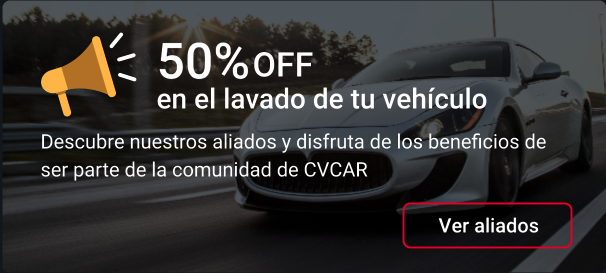 50% OFF
en el lavado de tu vehículo
Descubre nuestros aliados y disfruta de los beneficios de
ser parte de la comunidad de CVCAR
Ver aliados